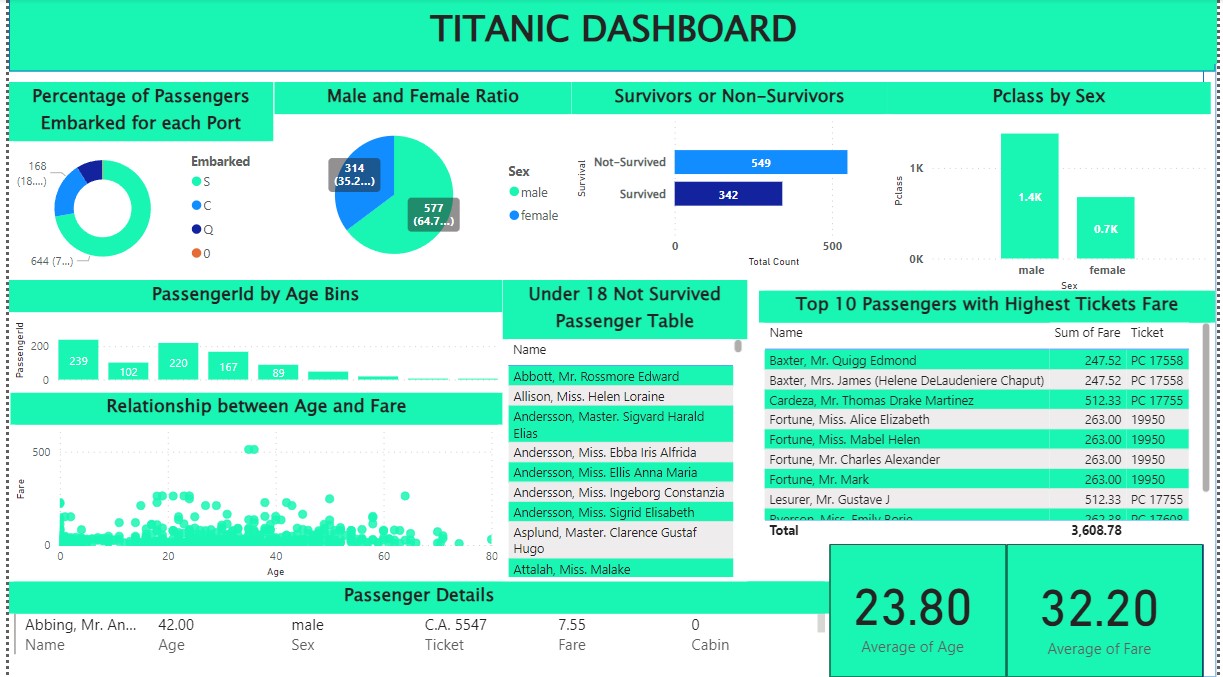 TITANIC DASHBOARD
Percentage of Passengers
Embarked for each Port
168
(18....)
644 (7...)
Embarked
S
C
Q
0
Male and Female Ratio
314
(35.2...)
577
(64.7...)
Sex
male
female
Survivors or Non-Survivors
Survival
Not-Survived
549
Survived
342
0
500
Total Count
Pclass by Sex
Pclass
1K
0K
1.4K
0.7K
male
female
Sex
PassengerId by Age Bins
PassengerId
200
0
239
102
220
167
89
Relationship between Age and Fare
Fare
500
0
0
20
40
60
80
Age
Under 18 Not Survived
Passenger Table
Name
Abbott, Mr. Rossmore Edward
Allison, Miss. Helen Loraine
Andersson, Master. Sigvard Harald
Elias
Andersson, Miss. Ebba Iris Alfrida
Andersson, Miss. Ellis Anna Maria
Andersson, Miss. Ingeborg Constanzia
Andersson, Miss. Sigrid Elisabeth
Asplund, Master. Clarence Gustaf
Hugo
Attalah, Miss. Malake
Top 10 Passengers with Highest Tickets Fare
Name Sum of Fare Ticket
Baxter, Mr. Quigg Edmond 247.52 PC 17558
Baxter, Mrs. James (Helene DeLaudeniere Chaput) 247.52 PC 17558
Cardeza, Mr. Thomas Drake Martinez 512.33 PC 17755
Fortune, Miss. Alice Elizabeth 263.00 19950
Fortune, Miss. Mabel Helen 263.00 19950
Fortune, Mr. Charles Alexander 263.00 19950
Fortune, Mr. Mark 263.00 19950
Lesurer, Mr. Gustave J 512.33 PC 17755
Ryerson, Miss. Emily Borie 262.38 PC 17608
Total 3,608.78
Passenger Details
Abbing, Mr. An... 42.00 male C.A. 5547 7.55 0
Name Age Sex Ticket Fare Cabin
23.80
Average of Age
32.20
Average of Fare